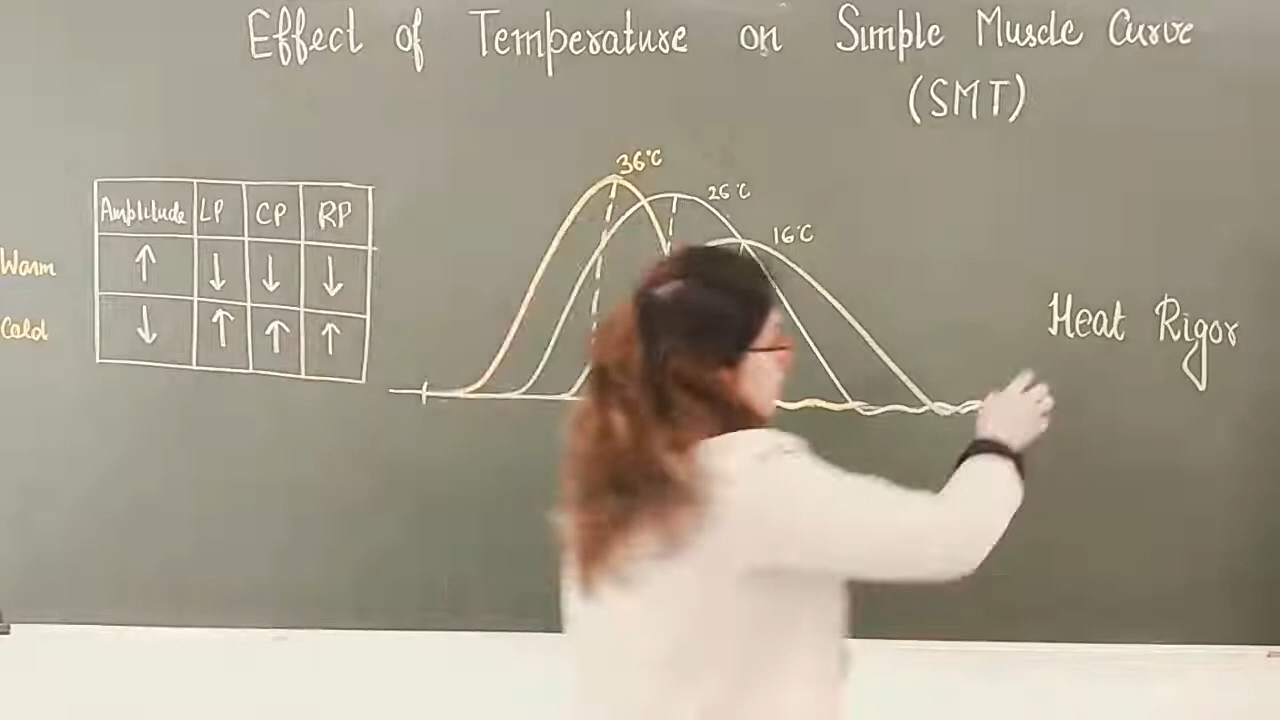 Effect of Temperature on Simple Muscle Curve
(SMT)
36°C
26°C
16°C
Amplitude LP CP RP
Warm ↑ ↓ ↓ ↓
Cold ↓ ↑ ↑ ↑
Heat Rigor